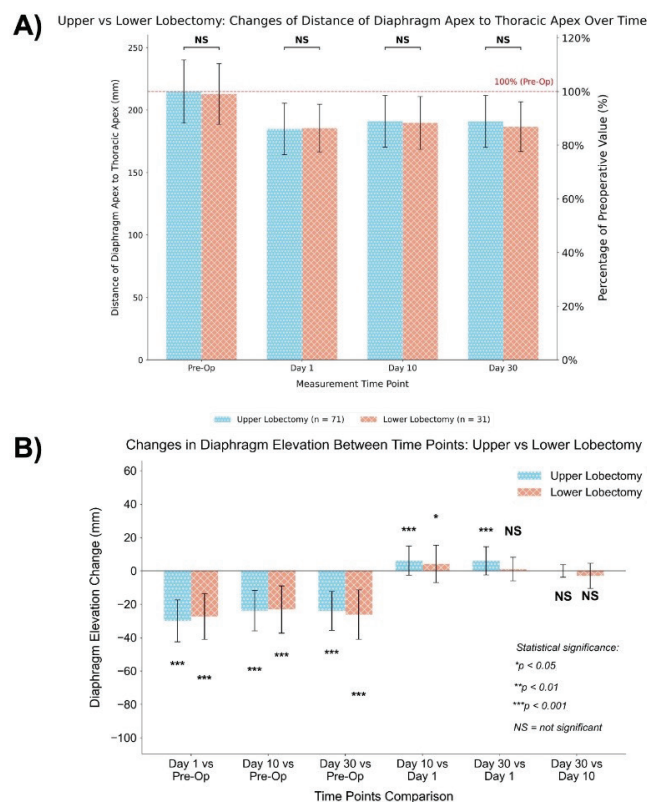 A)
Upper vs Lower Lobectomy: Changes of Distance of Diaphragm Apex to Thoracic Apex Over Time
Distance of Diaphragm Apex to Thoracic Apex (mm)
250
200
150
100
50
0
NS
NS
NS
NS
100% (Pre-Op)
120%
100%
80%
60%
40%
20%
0%
Percentage of Preoperative Value (%)
Pre-Op
Day 1
Day 10
Day 30
Measurement Time Point
Upper Lobectomy (n = 71)
Lower Lobectomy (n = 31)
B)
Changes in Diaphragm Elevation Between Time Points: Upper vs Lower Lobectomy
Diaphragm Elevation Change (mm)
60
40
20
0
−20
−40
−60
−80
−100
Upper Lobectomy
Lower Lobectomy
***
***
***
***
***
***
***
*
***
NS
NS
NS
Statistical significance:
*p < 0.05
**p < 0.01
***p < 0.001
NS = not significant
Day 1 vs
Pre-Op
Day 10 vs
Pre-Op
Day 30 vs
Pre-Op
Day 10 vs
Day 1
Day 30 vs
Day 1
Day 30 vs
Day 10
Time Points Comparison